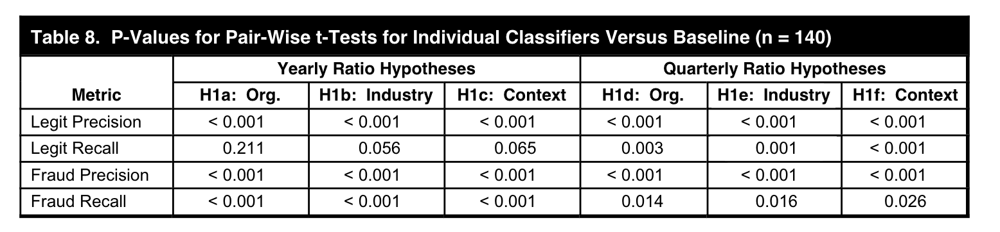 Table 8. P-Values for Pair-Wise t-Tests for Individual Classifiers Versus Baseline (n = 140)
Yearly Ratio Hypotheses Quarterly Ratio Hypotheses
Metric H1a: Org. H1b: Industry H1c: Context H1d: Org. H1e: Industry H1f: Context
Legit Precision < 0.001 < 0.001 < 0.001 < 0.001 < 0.001 < 0.001
Legit Recall 0.211 0.056 0.065 0.003 0.001 < 0.001
Fraud Precision < 0.001 < 0.001 < 0.001 < 0.001 < 0.001 < 0.001
Fraud Recall < 0.001 < 0.001 < 0.001 0.014 0.016 0.026